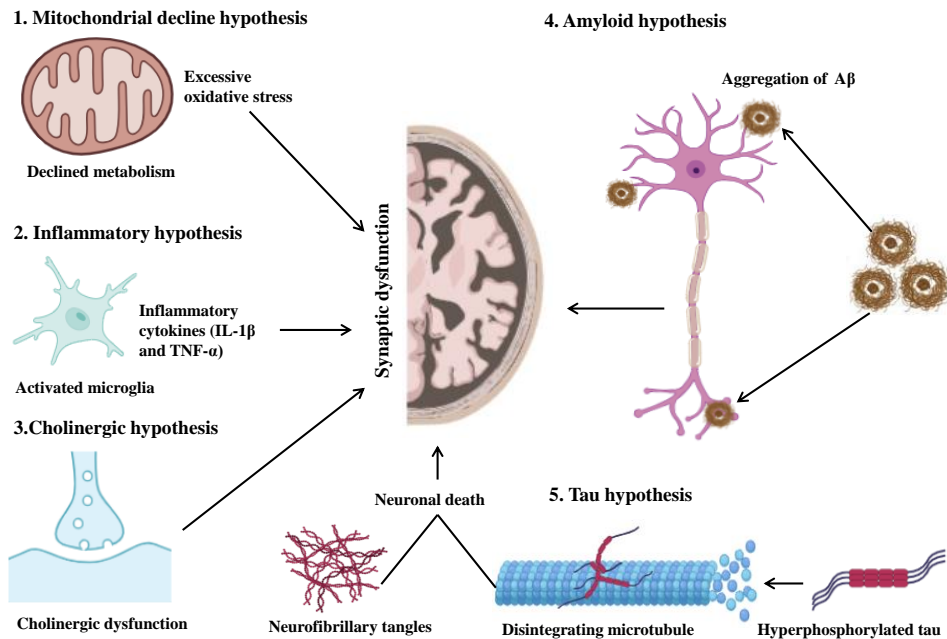 1. Mitochondrial decline hypothesis
Excessive
oxidative stress
Declined metabolism
2. Inflammatory hypothesis
Inflammatory
cytokines (IL-1β
and TNF-α)
Activated microglia
3.Cholinergic hypothesis
Cholinergic dysfunction
Synaptic dysfunction
4. Amyloid hypothesis
Aggregation of Aβ
Neuronal death
5. Tau hypothesis
Neurofibrillary tangles
Disintegrating microtubule
Hyperphosphorylated tau